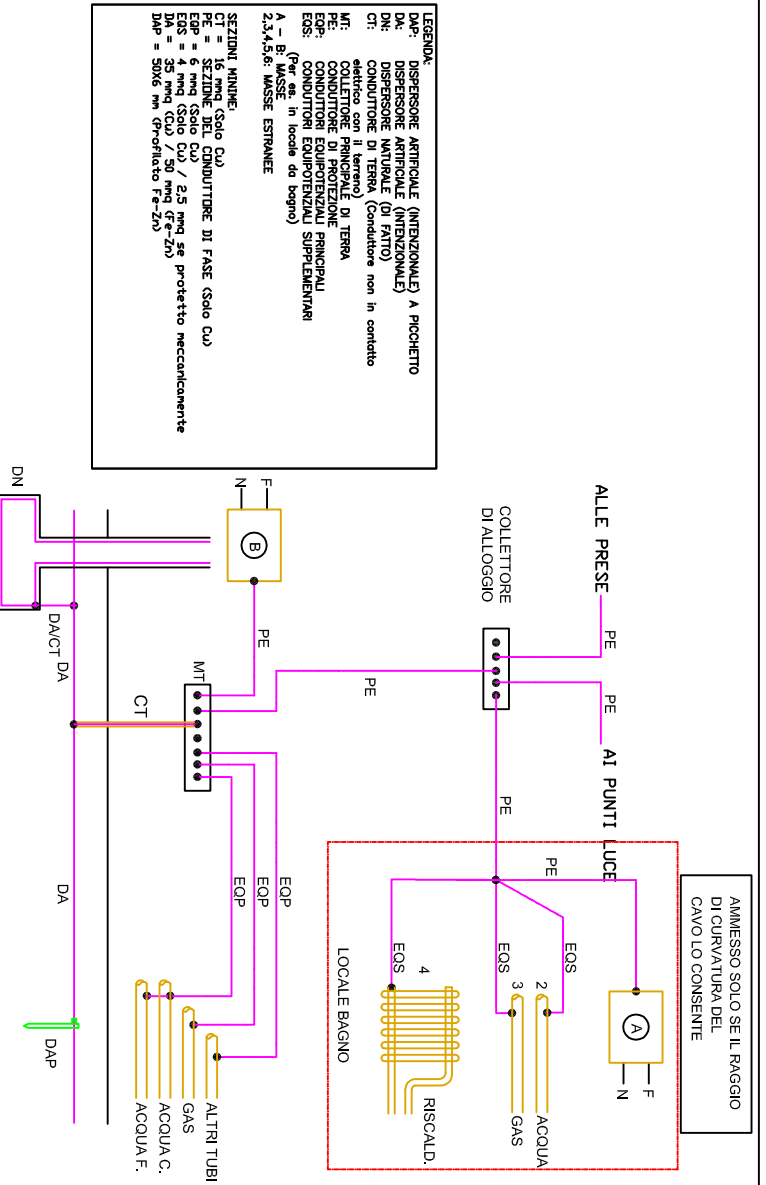 AMMESSO SOLO SE IL RAGGIO
DI CURVATURA DEL
CAVO LO CONSENTE
ALLE PRESE
PE
PE
AI PUNTI LUCE
COLLETTORE
DI ALLOGGIO
PE
PE
PE
A
F
N
EQS
EQS
EQS
2
3
4
ACQUA
GAS
RISCALD.
LOCALE BAGNO
F
N
B
PE
MT
CT
EQP
EQP
EQP
ALTRI TUBI
GAS
ACQUA C.
ACQUA F.
DN
DA/CT
DA
DA
DAP
LEGENDA:
DAP: DISPERSORE ARTIFICIALE (INTENZIONALE) A PICCHETTO
DA: DISPERSORE ARTIFICIALE (INTENZIONALE)
DN: DISPERSORE NATURALE (DI FATTO)
CT: CONDUTTORE DI TERRA (Conduttore non in contatto
elettrico con il terreno)
MT: COLLETTORE PRINCIPALE DI TERRA
PE: CONDUTTORE DI PROTEZIONE
EQP: CONDUTTORI EQUIPOTENZIALI PRINCIPALI
EQS: CONDUTTORI EQUIPOTENZIALI SUPPLEMENTARI
(Per es. in locale da bagno)
A - B: MASSE
2,3,4,5,6: MASSE ESTRANEE
SEZIONI MINIME:
CT = 16 mmq (Solo Cu)
PE = SEZIONE DEL CONDUTTORE DI FASE (Solo Cu)
EQP = 6 mmq (Solo Cu)
EQS = 4 mmq (Solo Cu) / 2,5 mmq se protetto meccanicamente
DA = 35 mmq (Cu) / 50 mmq (Fe-Zn)
DAP = 50X6 mm (Profilato Fe-Zn)